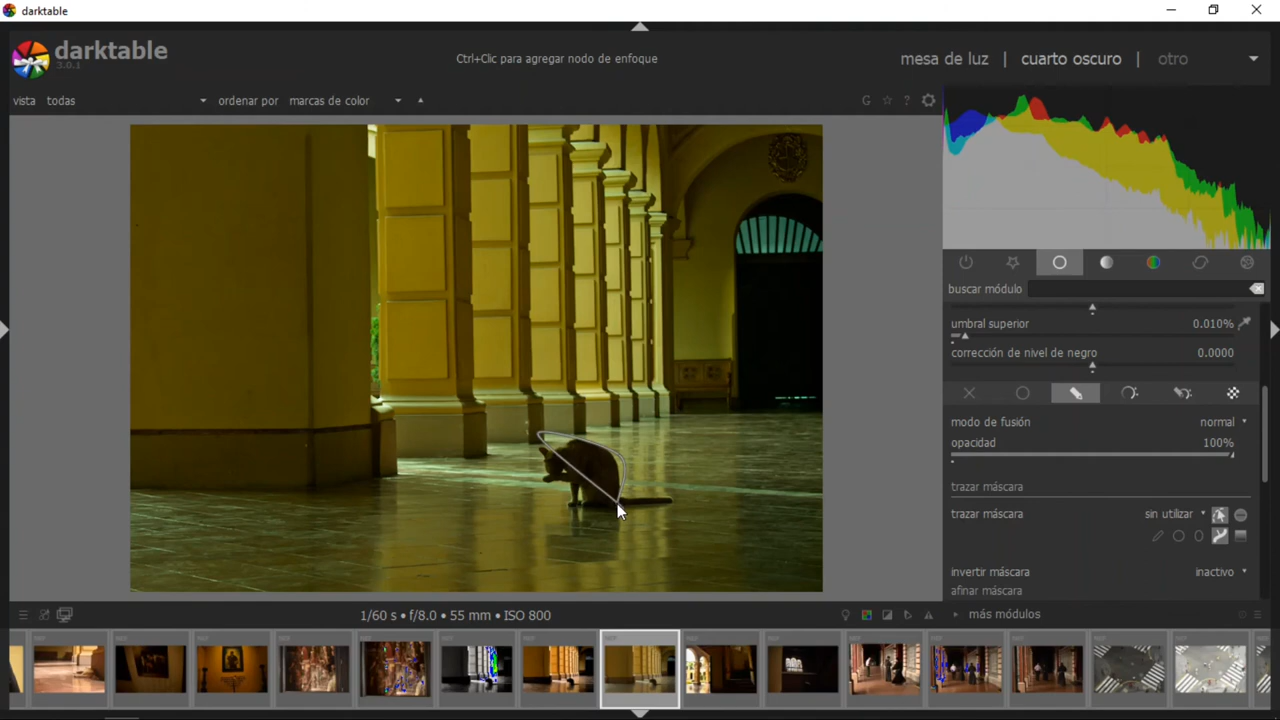 darktable
darktable
3.0.1
Ctrl+Clic para agregar nodo de enfoque
mesa de luz | cuarto oscuro | otro
vista todas ordenar por marcas de color
G ☆ ?
buscar módulo
umbral superior 0.010%
corrección de nivel de negro 0.0000
modo de fusión normal
opacidad 100%
trazar máscara
trazar máscara sin utilizar
invertir máscara inactivo
afinar máscara
1/60 s • f/8.0 • 55 mm • ISO 800
más módulos